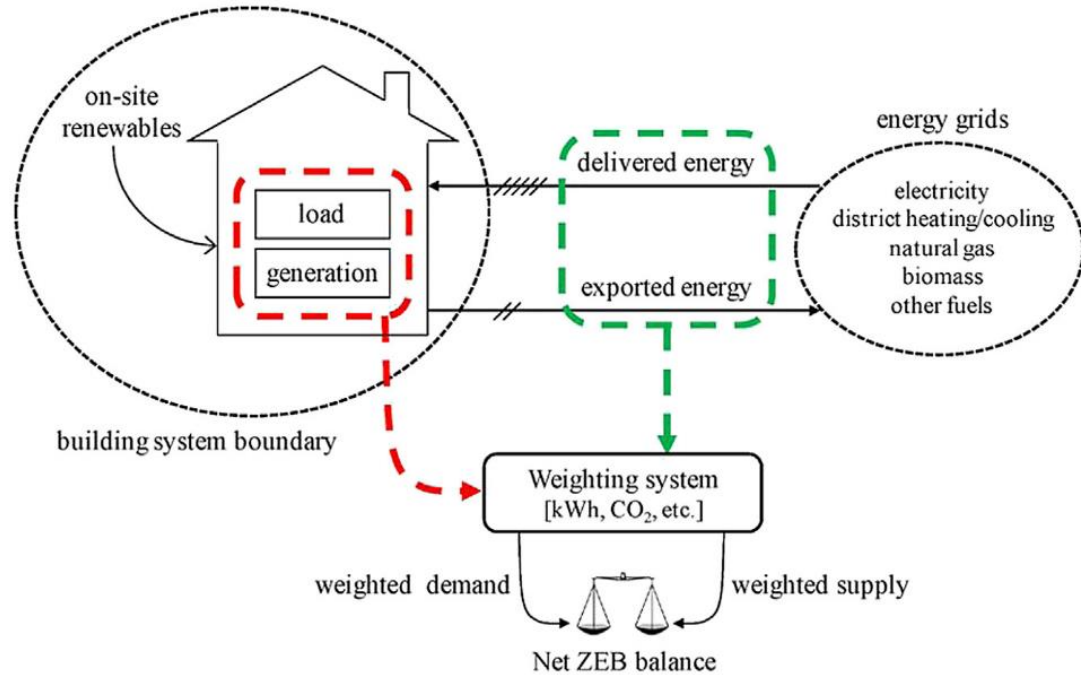 on-site
renewables
load
generation
building system boundary
delivered energy
exported energy
energy grids
electricity
district heating/cooling
natural gas
biomass
other fuels
Weighting system
[kWh, CO₂, etc.]
weighted demand
weighted supply
Net ZEB balance